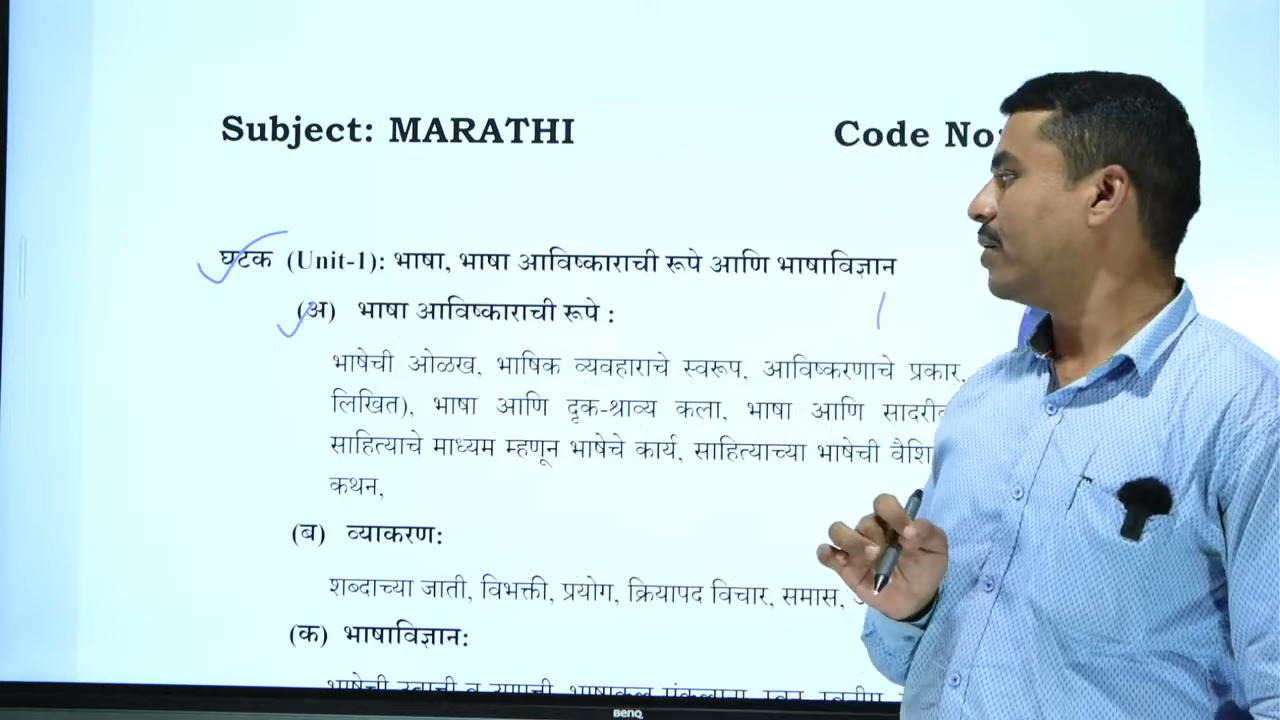 Subject: MARATHI Code No:
घटक (Unit-1): भाषा, भाषा आविष्काराची रूपे आणि भाषाविज्ञान
(अ) भाषा आविष्काराची रूपे :
भाषेची ओळख, भाषिक व्यवहाराचे स्वरूप, आविष्करणाचे प्रकार,
लिखित), भाषा आणि दृक-श्राव्य कला, भाषा आणि
साहित्याचे माध्यम म्हणून भाषेचे कार्य, साहित्याच्या भाषेची
कथन,
(ब) व्याकरण:
शब्दाच्या जाती, विभक्ती, प्रयोग, क्रियापद विचार, समास,
(क) भाषाविज्ञान:
BenQ